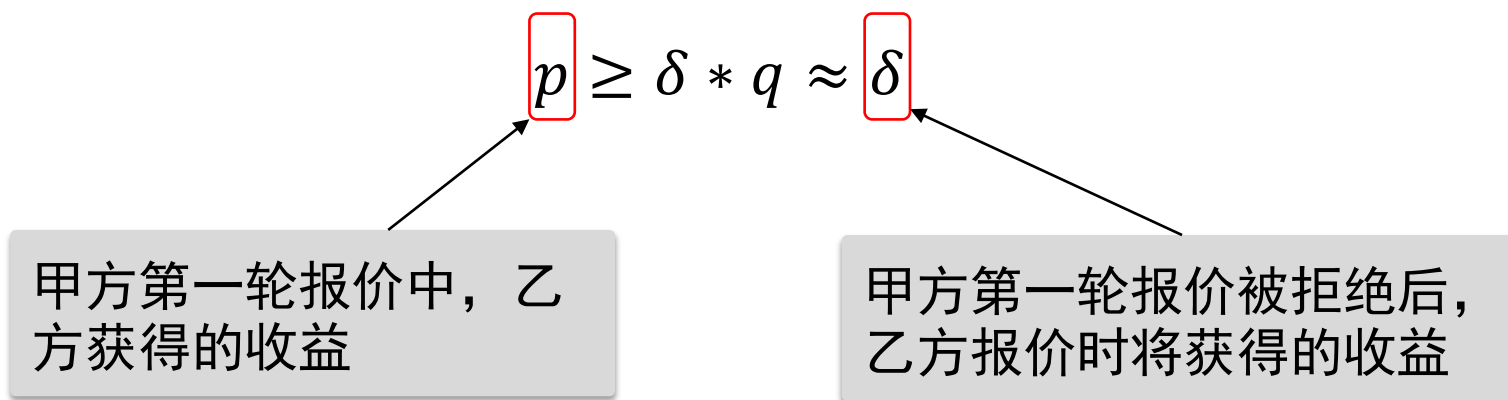 p ≥ δ * q ≈ δ
甲方第一轮报价中，乙
方获得的收益
甲方第一轮报价被拒绝后，
乙方报价时将获得的收益